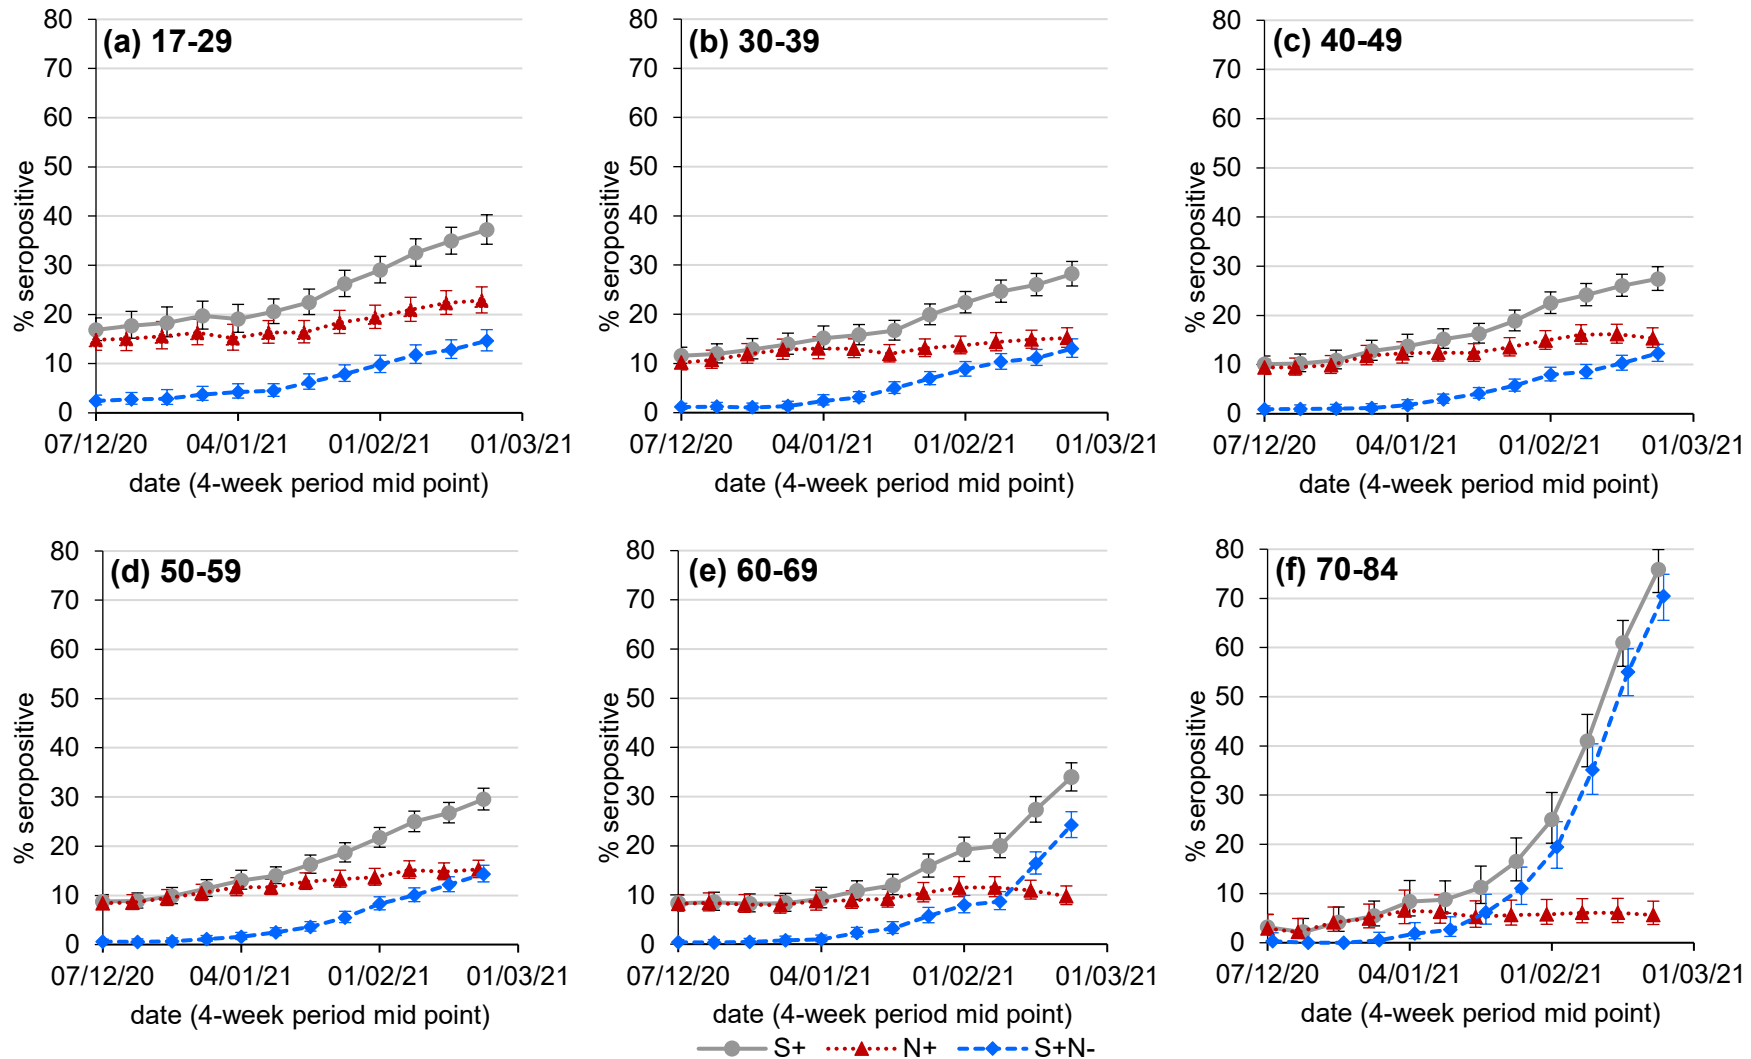 (a) 17-29
80
70
60
50
40
30
20
10
0
% seropositive
07/12/20 04/01/21 01/02/21 01/03/21
date (4-week period mid point)
(b) 30-39
80
70
60
50
40
30
20
10
0
% seropositive
07/12/20 04/01/21 01/02/21 01/03/21
date (4-week period mid point)
(c) 40-49
80
70
60
50
40
30
20
10
0
% seropositive
07/12/20 04/01/21 01/02/21 01/03/21
date (4-week period mid point)
(d) 50-59
80
70
60
50
40
30
20
10
0
% seropositive
07/12/20 04/01/21 01/02/21 01/03/21
date (4-week period mid point)
(e) 60-69
80
70
60
50
40
30
20
10
0
% seropositive
07/12/20 04/01/21 01/02/21 01/03/21
date (4-week period mid point)
(f) 70-84
80
70
60
50
40
30
20
10
0
% seropositive
07/12/20 04/01/21 01/02/21 01/03/21
date (4-week period mid point)
S+ N+ S+N-